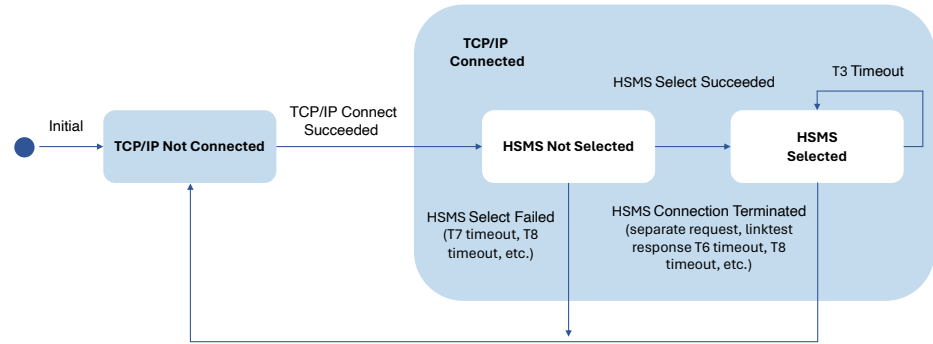 TCP/IP
Connected
HSMS Select Succeeded
T3 Timeout
Initial
TCP/IP Connect
Succeeded
TCP/IP Not Connected
HSMS Not Selected
HSMS
Selected
HSMS Select Failed
(T7 timeout, T8
timeout, etc.)
HSMS Connection Terminated
(separate request, linktest
response T6 timeout, T8
timeout, etc.)